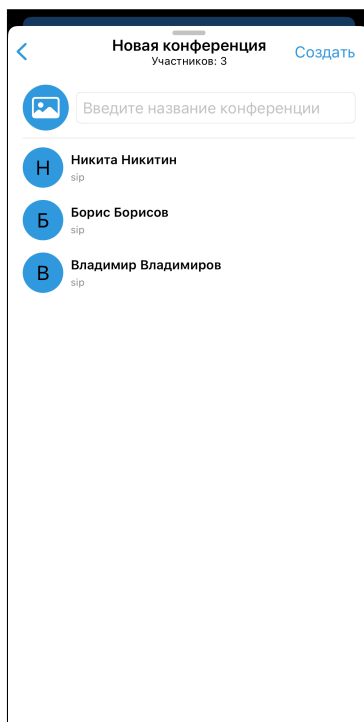 Новая конференция
Создать
Участников: 3
Введите название конференции
Н
Никита Никитин
sip
Б
Борис Борисов
sip
В
Владимир Владимиров
sip